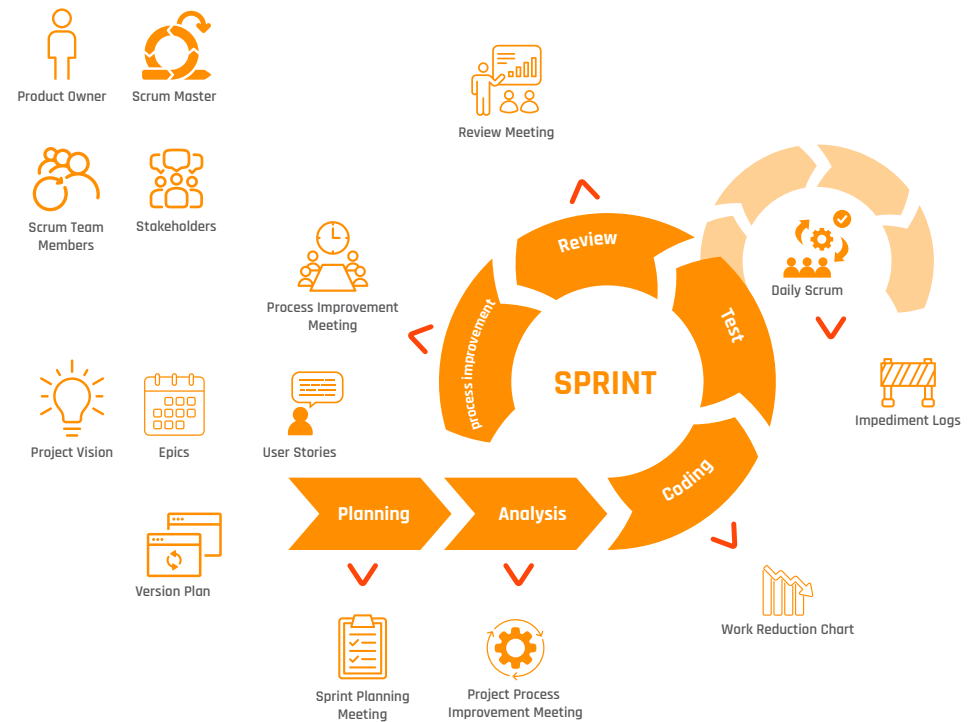 Product Owner
Scrum Master
Review Meeting
Scrum Team
Members
Stakeholders
Review
Daily Scrum
Process Improvement
Meeting
process improvement
Test
SPRINT
Impediment Logs
Project Vision
Epics
User Stories
Coding
Planning
Analysis
Version Plan
Work Reduction Chart
Sprint Planning
Meeting
Project Process
Improvement Meeting